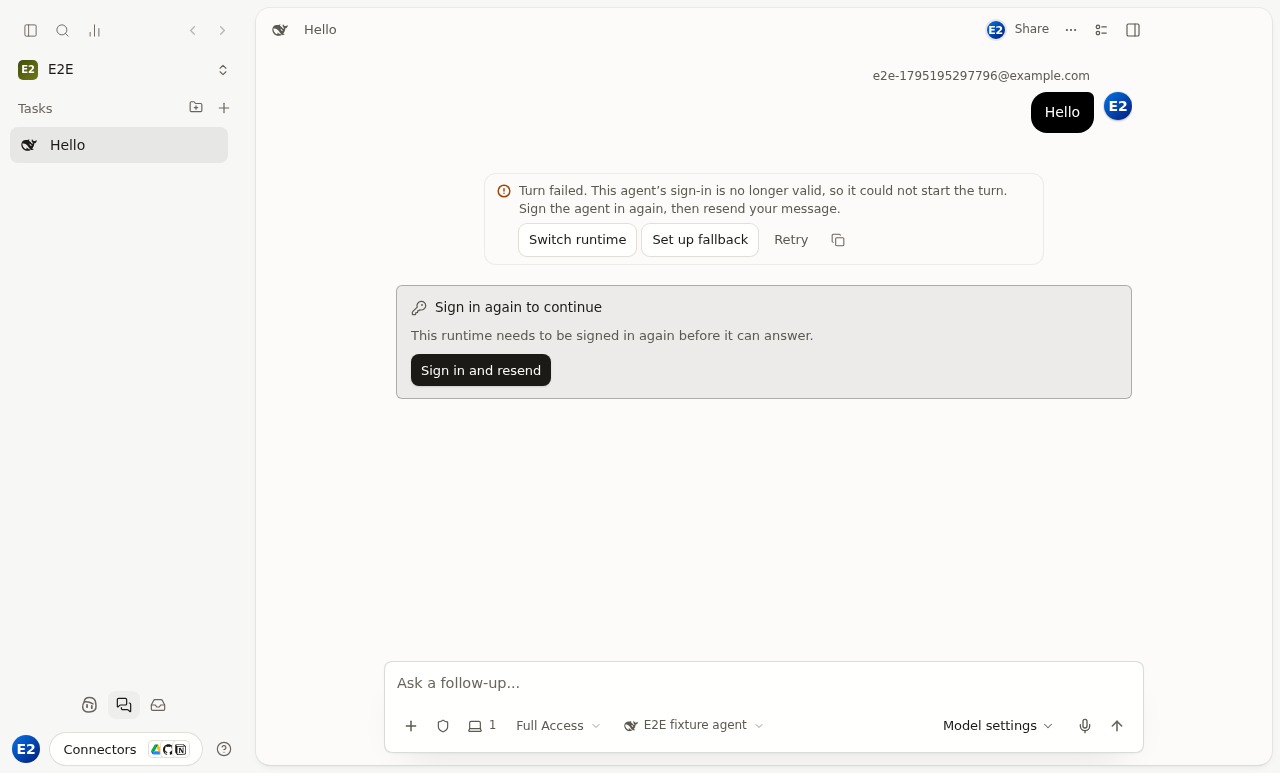 Hello
Share
E2
E2
E2E
Tasks
Hello
e2e-1795195297796@example.com
Hello
E2
Turn failed. This agent’s sign-in is no longer valid, so it could not start the turn.
Sign the agent in again, then resend your message.
Switch runtime
Set up fallback
Retry
Sign in again to continue
This runtime needs to be signed in again before it can answer.
Sign in and resend
Ask a follow-up...
1
Full Access
E2E fixture agent
Model settings
E2
Connectors